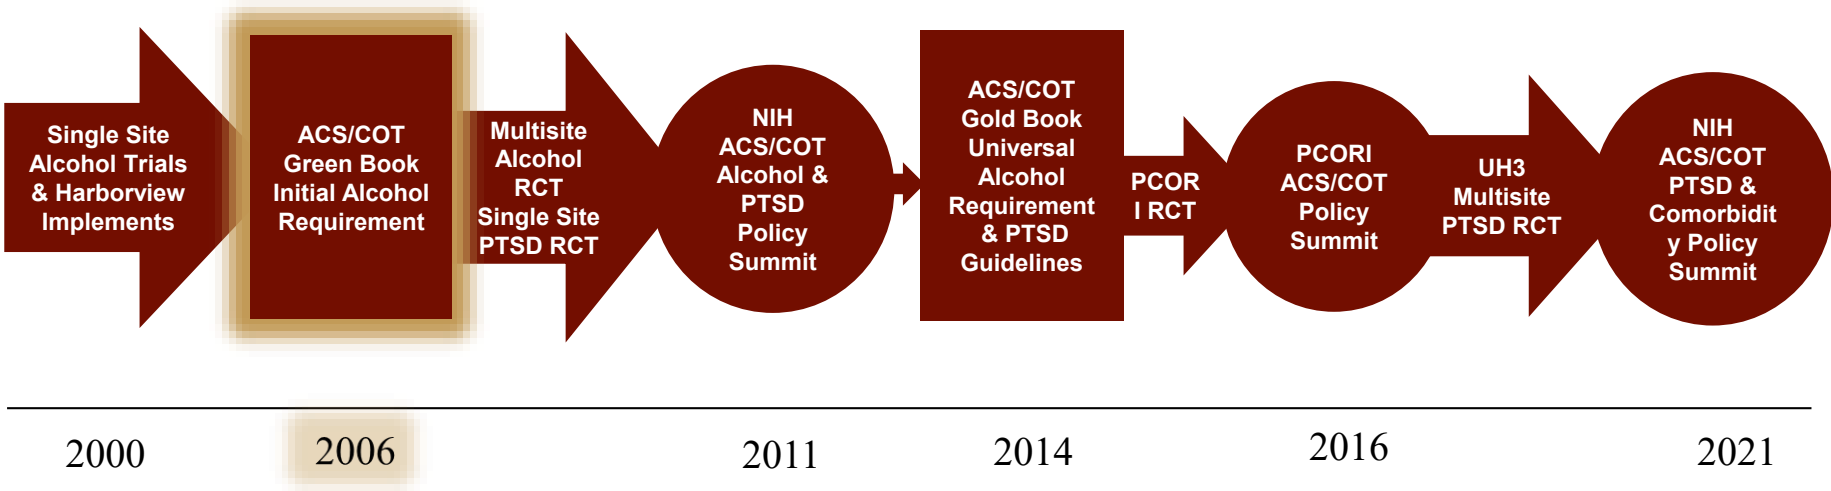 Single Site
Alcohol Trials
& Harborview
Implements
ACS/COT
Green Book
Initial Alcohol
Requirement
Multisite
Alcohol
RCT
Single Site
PTSD RCT
NIH
ACS/COT
Alcohol &
PTSD
Policy
Summit
ACS/COT
Gold Book
Universal
Alcohol
Requirement
& PTSD
Guidelines
PCOR
I RCT
PCORI
ACS/COT
Policy
Summit
UH3
Multisite
PTSD RCT
NIH
ACS/COT
PTSD &
Comorbidit
y Policy
Summit
2000
2006
2011
2014
2016
2021